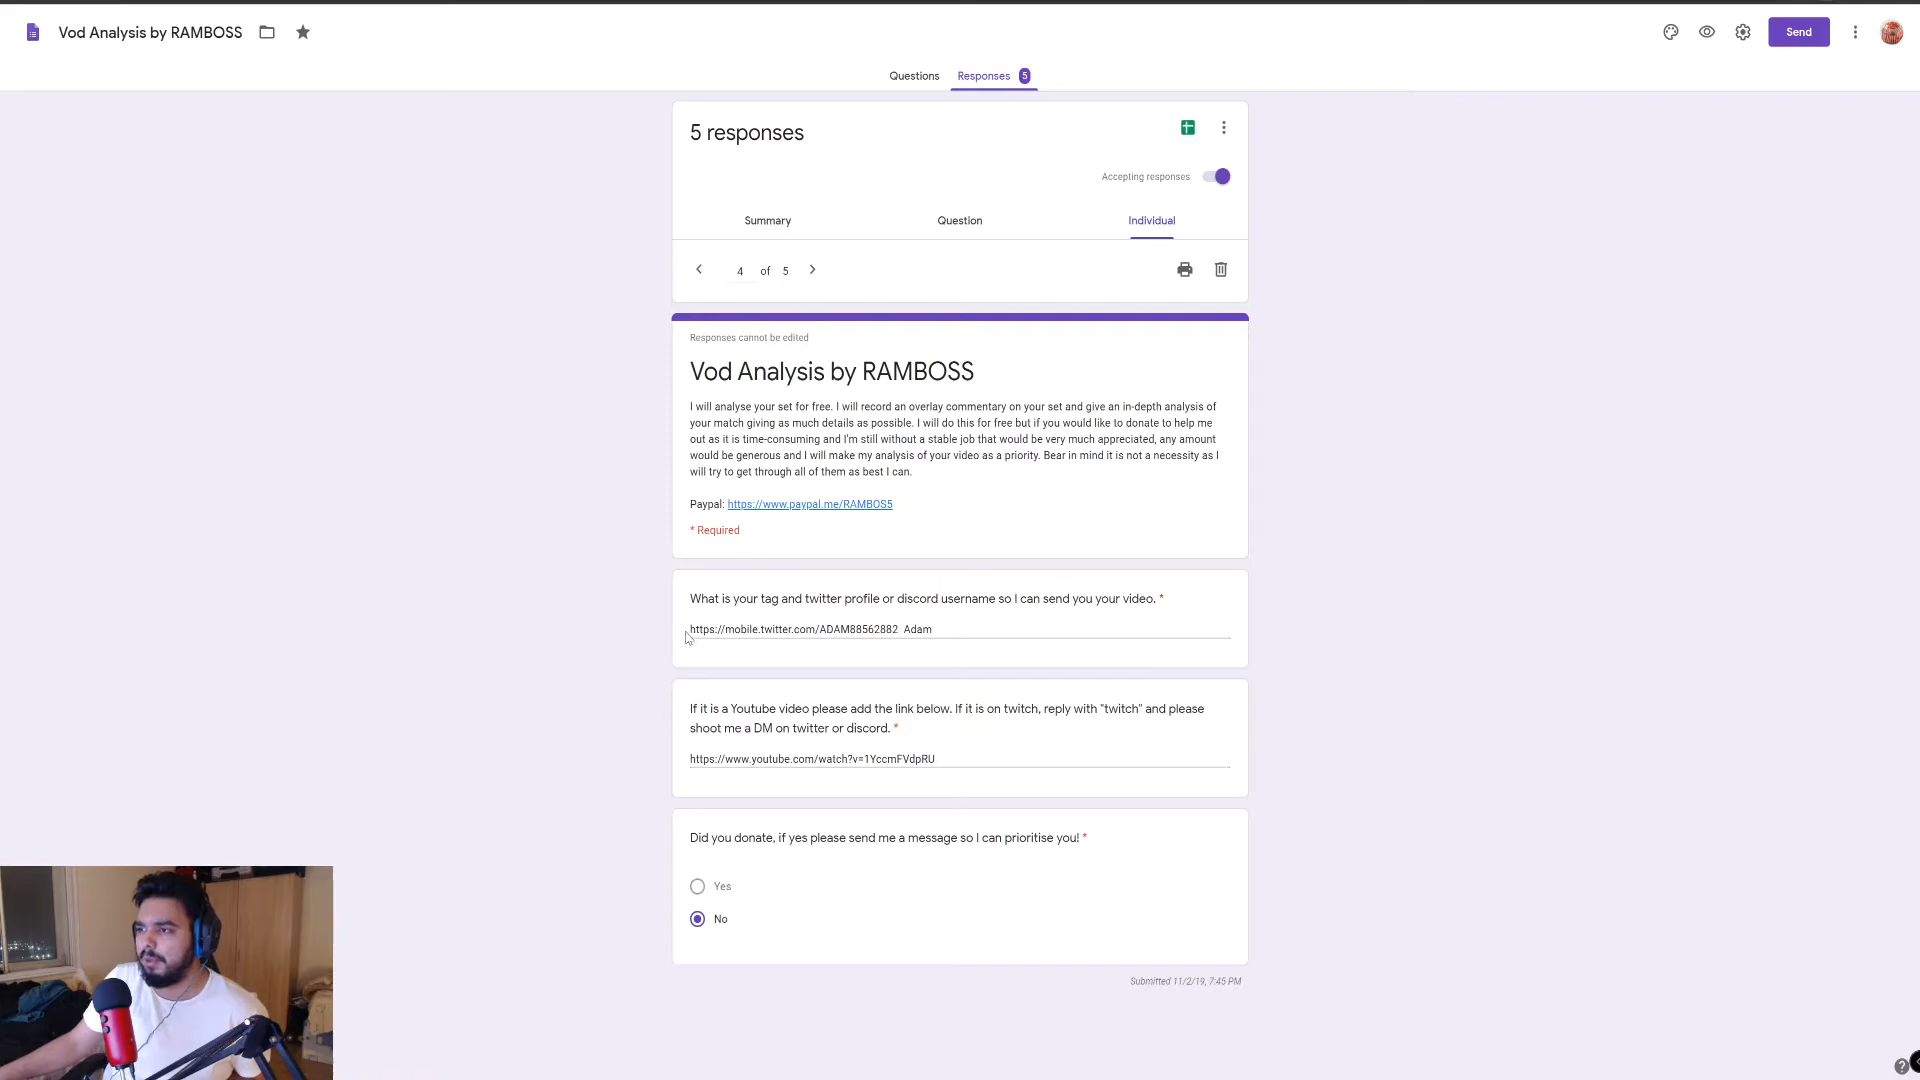 Vod Analysis by RAMBOSS
Send
Questions
Responses 5
5 responses
Accepting responses
Summary
Question
Individual
4 of 5
Responses cannot be edited
Vod Analysis by RAMBOSS
I will analyse your set for free. I will record an overlay commentary on your set and give an in-depth analysis of
your match giving as much details as possible. I will do this for free but if you would like to donate to help me
out as it is time-consuming and I'm still without a stable job that would be very much appreciated, any amount
would be generous and I will make my analysis of your video as a priority. Bear in mind it is not a necessity as I
will try to get through all of them as best I can.
Paypal: https://www.paypal.me/RAMBOS5
* Required
What is your tag and twitter profile or discord username so I can send you your video. *
https://mobile.twitter.com/ADAM88562882 Adam
If it is a Youtube video please add the link below. If it is on twitch, reply with "twitch" and please
shoot me a DM on twitter or discord. *
https://www.youtube.com/watch?v=1YccmFVdpRU
Did you donate, if yes please send me a message so I can prioritise you! *
Yes
No
Submitted 11/2/19, 7:45 PM